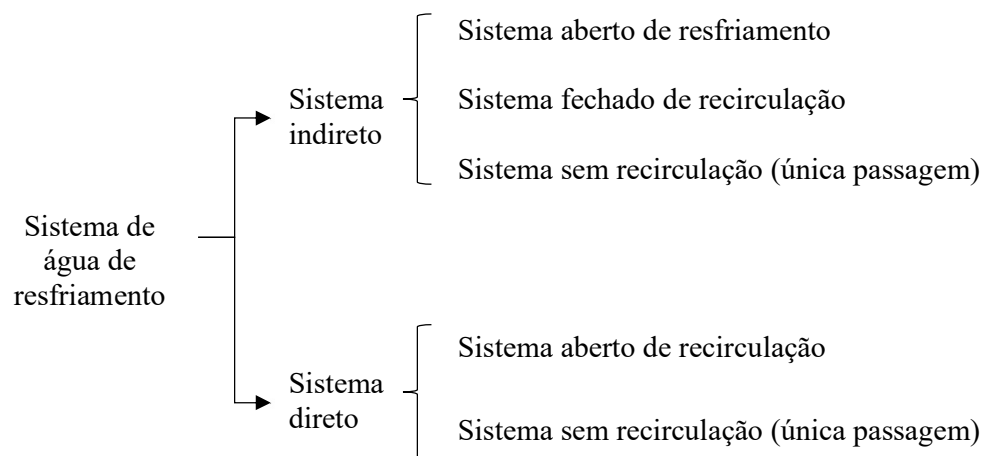 Sistema aberto de resfriamento
Sistema
indireto
Sistema fechado de recirculação
Sistema sem recirculação (única passagem)
Sistema de
água de
resfriamento
Sistema aberto de recirculação
Sistema
direto
Sistema sem recirculação (única passagem)